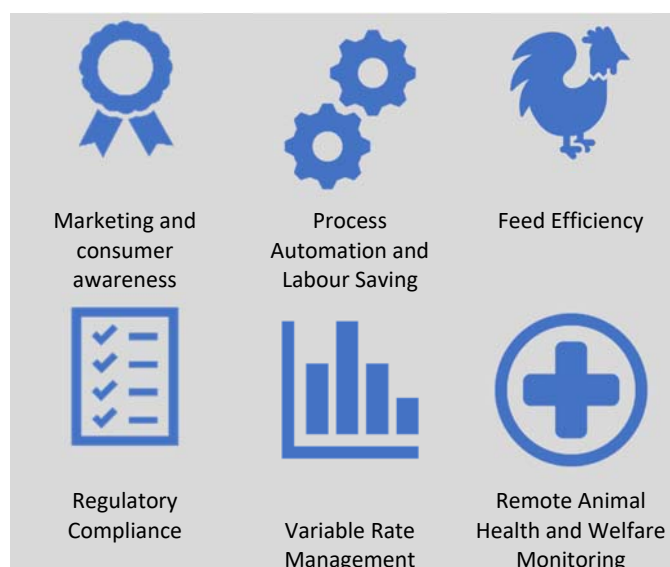 Marketing and
consumer
awareness
Process
Automation and
Labour Saving
Feed Efficiency
Regulatory
Compliance
Variable Rate
Management
Remote Animal
Health and Welfare
Monitoring